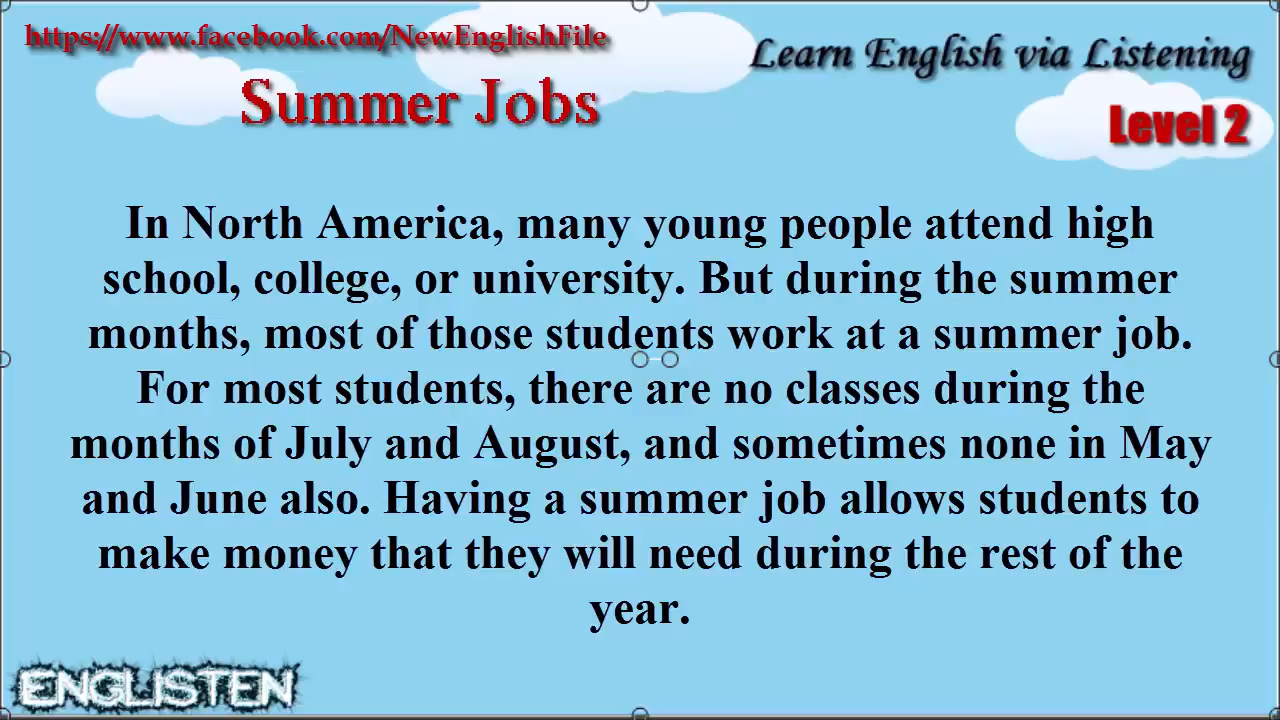 https://www.facebook.com/NewEnglishFile
Learn English via Listening
Summer Jobs
Level 2
In North America, many young people attend high
school, college, or university. But during the summer
months, most of those students work at a summer job.
For most students, there are no classes during the
months of July and August, and sometimes none in May
and June also. Having a summer job allows students to
make money that they will need during the rest of the
year.
ENGLISTEN